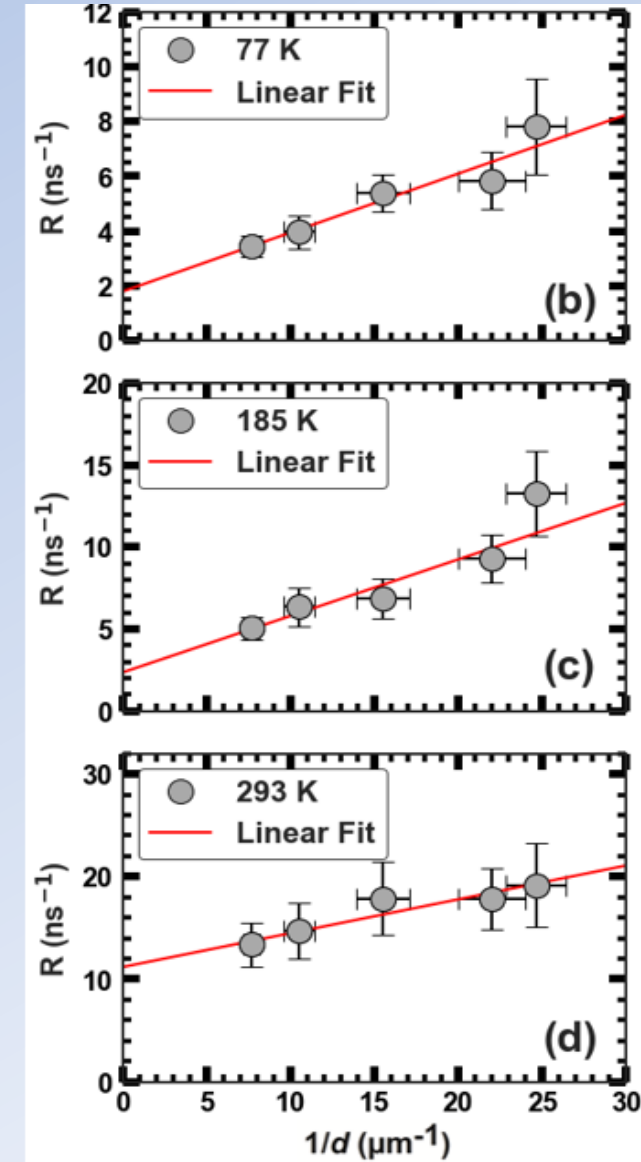 12
10
8
6
4
2
0
R (ns⁻¹)
77 K
Linear Fit
(b)
20
15
10
5
0
R (ns⁻¹)
185 K
Linear Fit
(c)
30
20
10
0
R (ns⁻¹)
293 K
Linear Fit
(d)
0 5 10 15 20 25 30
1/d (µm⁻¹)